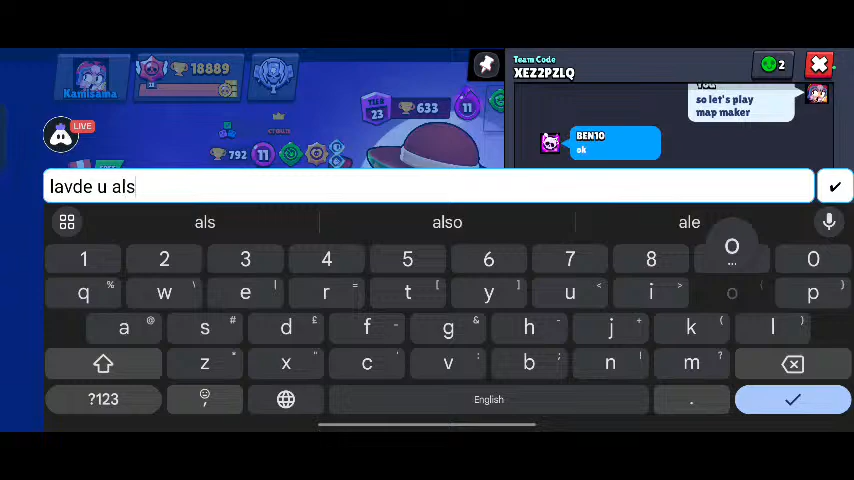 Team Code
XEZ2PZLQ
2
18889
Kamisama
LIVE
TIER
23
633
11
792
11
You
so let's play
map maker
BEN10
ok
lavde u als
als also ale
1 2 3 4 5 6 7 8 0
q w e r t y u i o p
a s d f g h j k l
z x c v b n m
?123 , English .